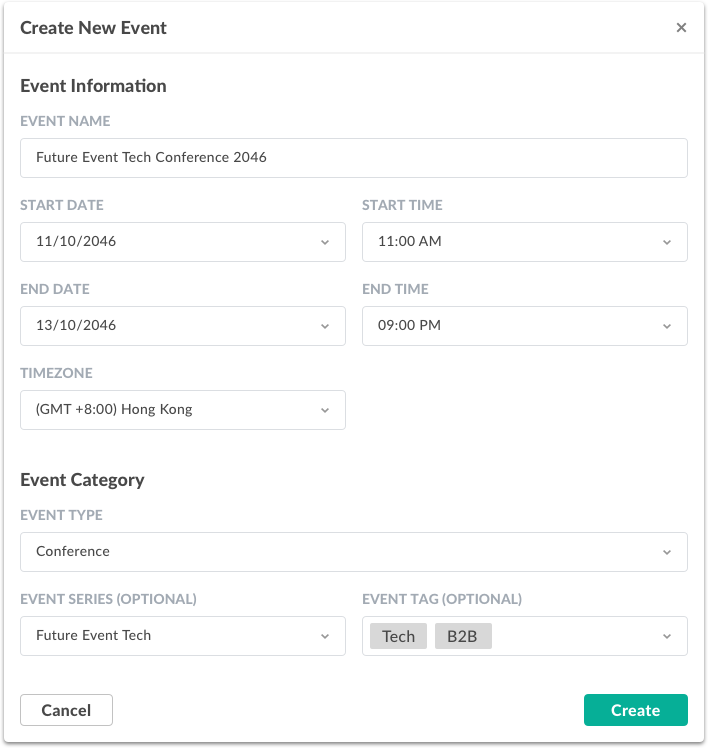 Create New Event ×
Event Information
EVENT NAME
Future Event Tech Conference 2046
START DATE START TIME
11/10/2046 11:00 AM
END DATE END TIME
13/10/2046 09:00 PM
TIMEZONE
(GMT +8:00) Hong Kong
Event Category
EVENT TYPE
Conference
EVENT SERIES (OPTIONAL) EVENT TAG (OPTIONAL)
Future Event Tech Tech B2B
Cancel Create